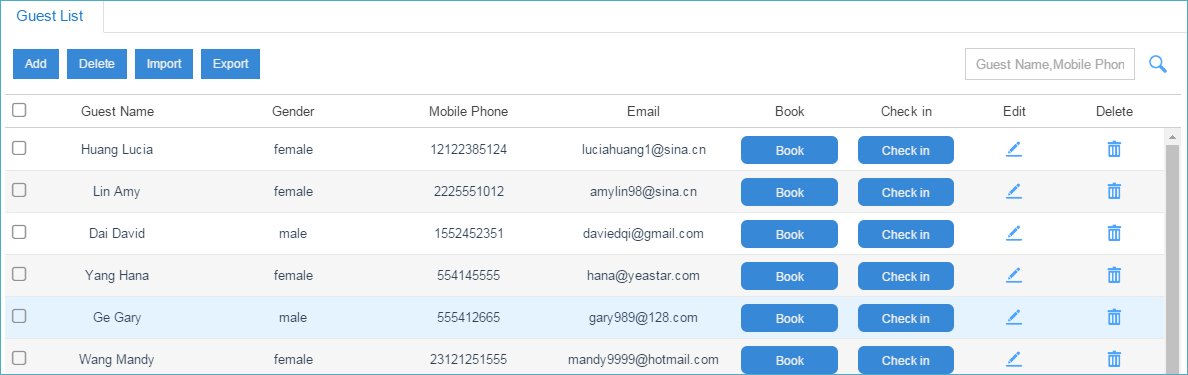 Guest List
Add Delete Import Export Guest Name,Mobile Phon
Guest Name Gender Mobile Phone Email Book Check in Edit Delete
Huang Lucia female 12122385124 luciahuang1@sina.cn Book Check in
Lin Amy female 2225551012 amylin98@sina.cn Book Check in
Dai David male 1552452351 daviedqi@gmail.com Book Check in
Yang Hana female 554145555 hana@yeastar.com Book Check in
Ge Gary male 555412665 gary989@128.com Book Check in
Wang Mandy female 23121251555 mandy9999@hotmail.com Book Check in